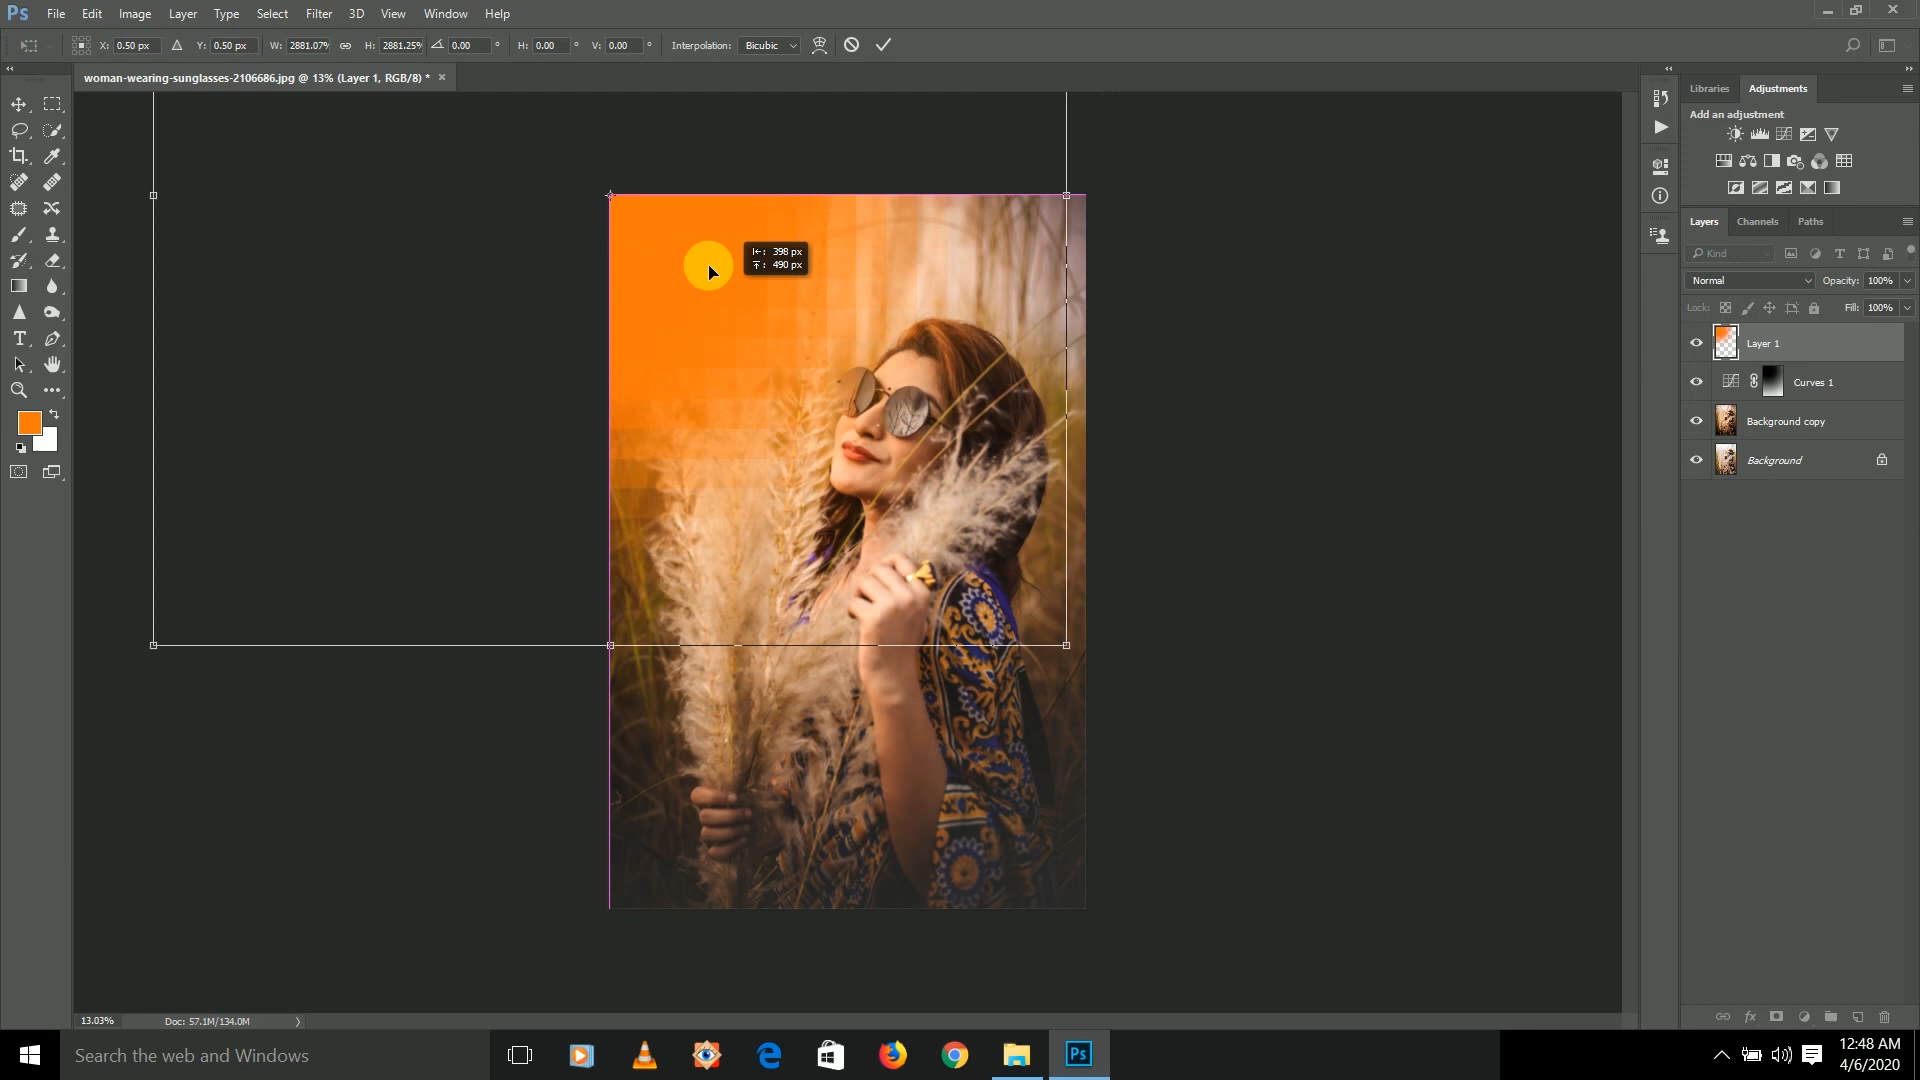 Ps File Edit Image Layer Type Select Filter 3D View Window Help
X: 0.50 px Y: 0.50 px W: 2881.07% H: 2881.25% 0.00 ° H: 0.00 ° V: 0.00 ° Interpolation: Bicubic
woman-wearing-sunglasses-2106686.jpg @ 13% (Layer 1, RGB/8) * ×
Libraries Adjustments
Add an adjustment
Layers Channels Paths
Kind
Normal Opacity: 100%
Lock: Fill: 100%
Layer 1
Curves 1
Background copy
Background
398 px
490 px
13.03% Doc: 57.1M/134.0M
Search the web and Windows
Ps
12:48 AM
4/6/2020